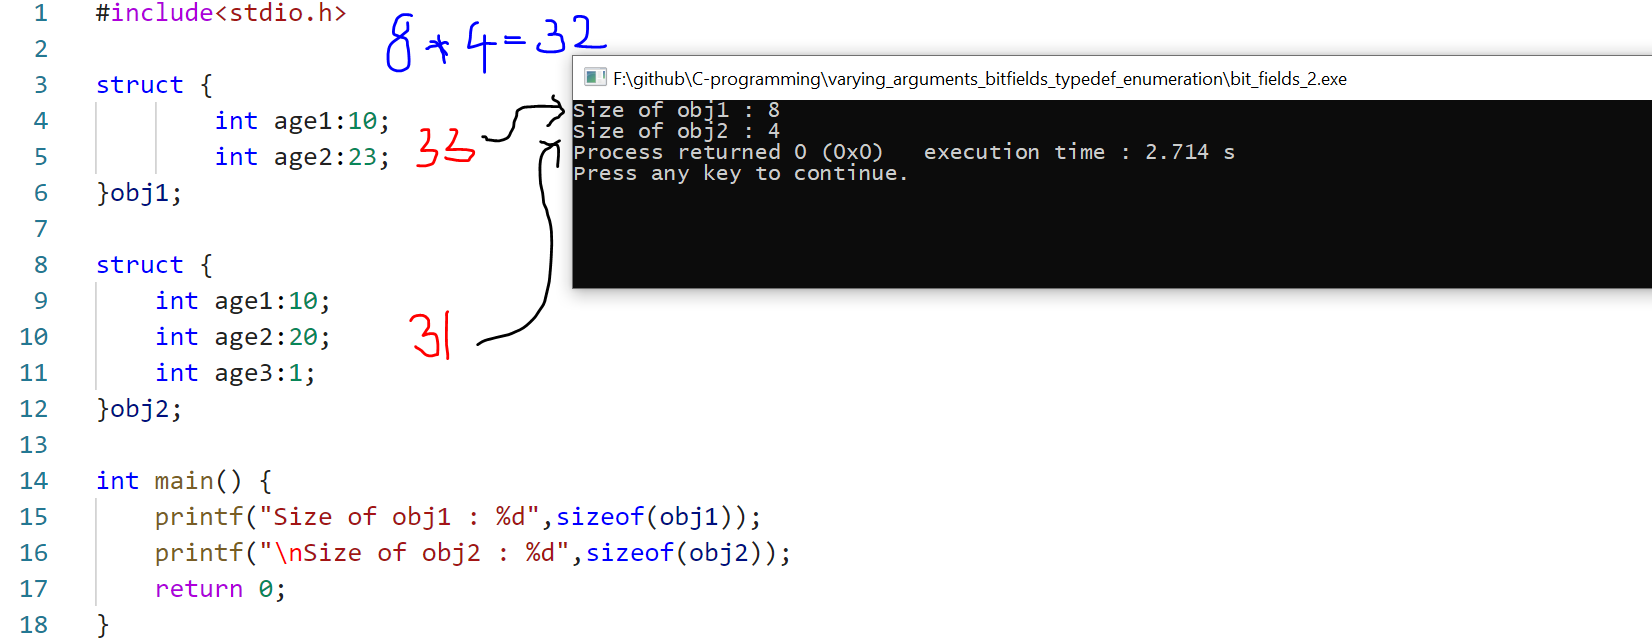 1 #include<stdio.h>
8*4=32
2
3 struct {
4 int age1:10;
5 int age2:23; 33
6 }obj1;
7
8 struct {
9 int age1:10;
10 int age2:20; 31
11 int age3:1;
12 }obj2;
13
14 int main() {
15 printf("Size of obj1 : %d",sizeof(obj1));
16 printf("\nSize of obj2 : %d",sizeof(obj2));
17 return 0;
18 }
F:\github\C-programming\varying_arguments_bitfields_typedef_enumeration\bit_fields_2.exe
Size of obj1 : 8
Size of obj2 : 4
Process returned 0 (0x0) execution time : 2.714 s
Press any key to continue.